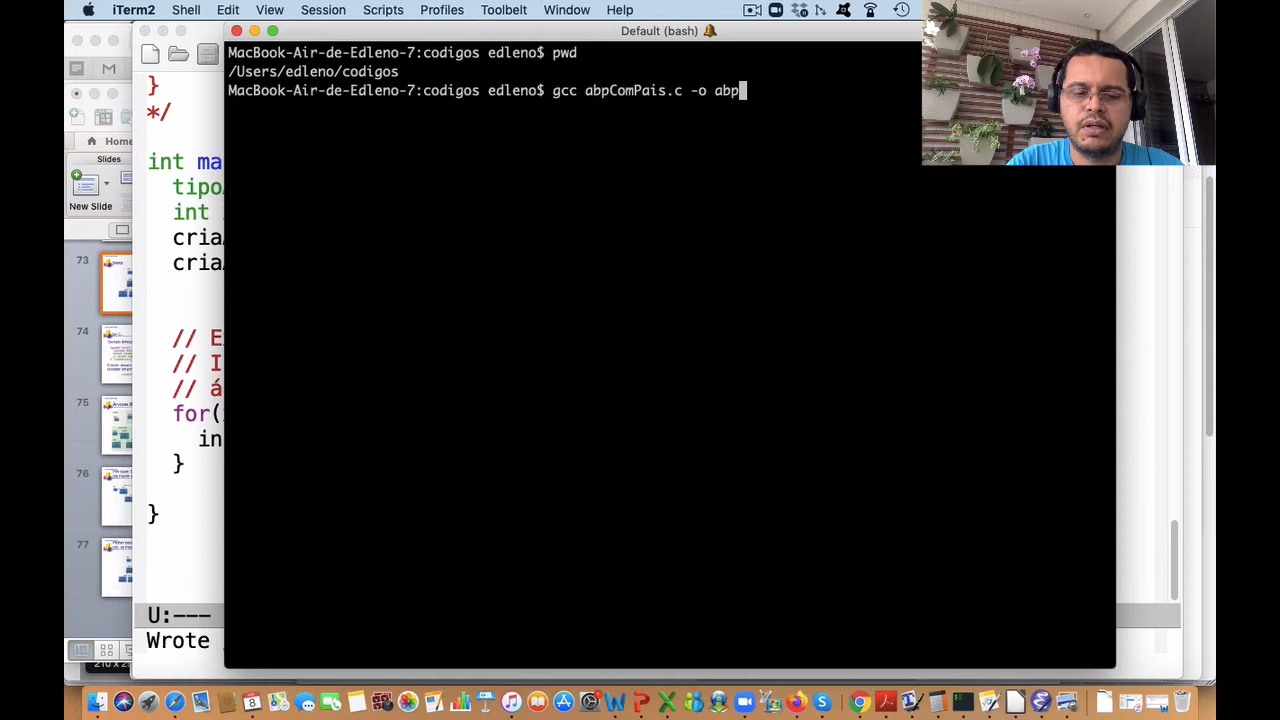 iTerm2 Shell Edit View Session Scripts Profiles Toolbelt Window Help
Default (bash)
MacBook-Air-de-Edleno-7:codigos edleno$ pwd
/Users/edleno/codigos
MacBook-Air-de-Edleno-7:codigos edleno$ gcc abpComPais.c -o abp
}
*/
int ma
tipo
int
cria
cria
//
// I
// á
for(
in
}
}
U:---
Wrote
Home
Slides
New Slide
73
74
75
76
77
8